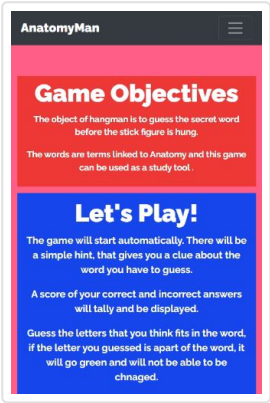 AnatomyMan
Game Objectives
The object of hangman is to guess the secret word
before the stick figure is hung.
The words are terms linked to Anatomy and this game
can be used as a study tool .
Let's Play!
The game will start automatically. There will be
a simple hint, that gives you a clue about the
word you have to guess.
A score of your correct and incorrect answers
will tally and be displayed.
Guess the letters that you think fits in the word,
if the letter you guessed is apart of the word, it
will go green and will not be able to be
chnaged.